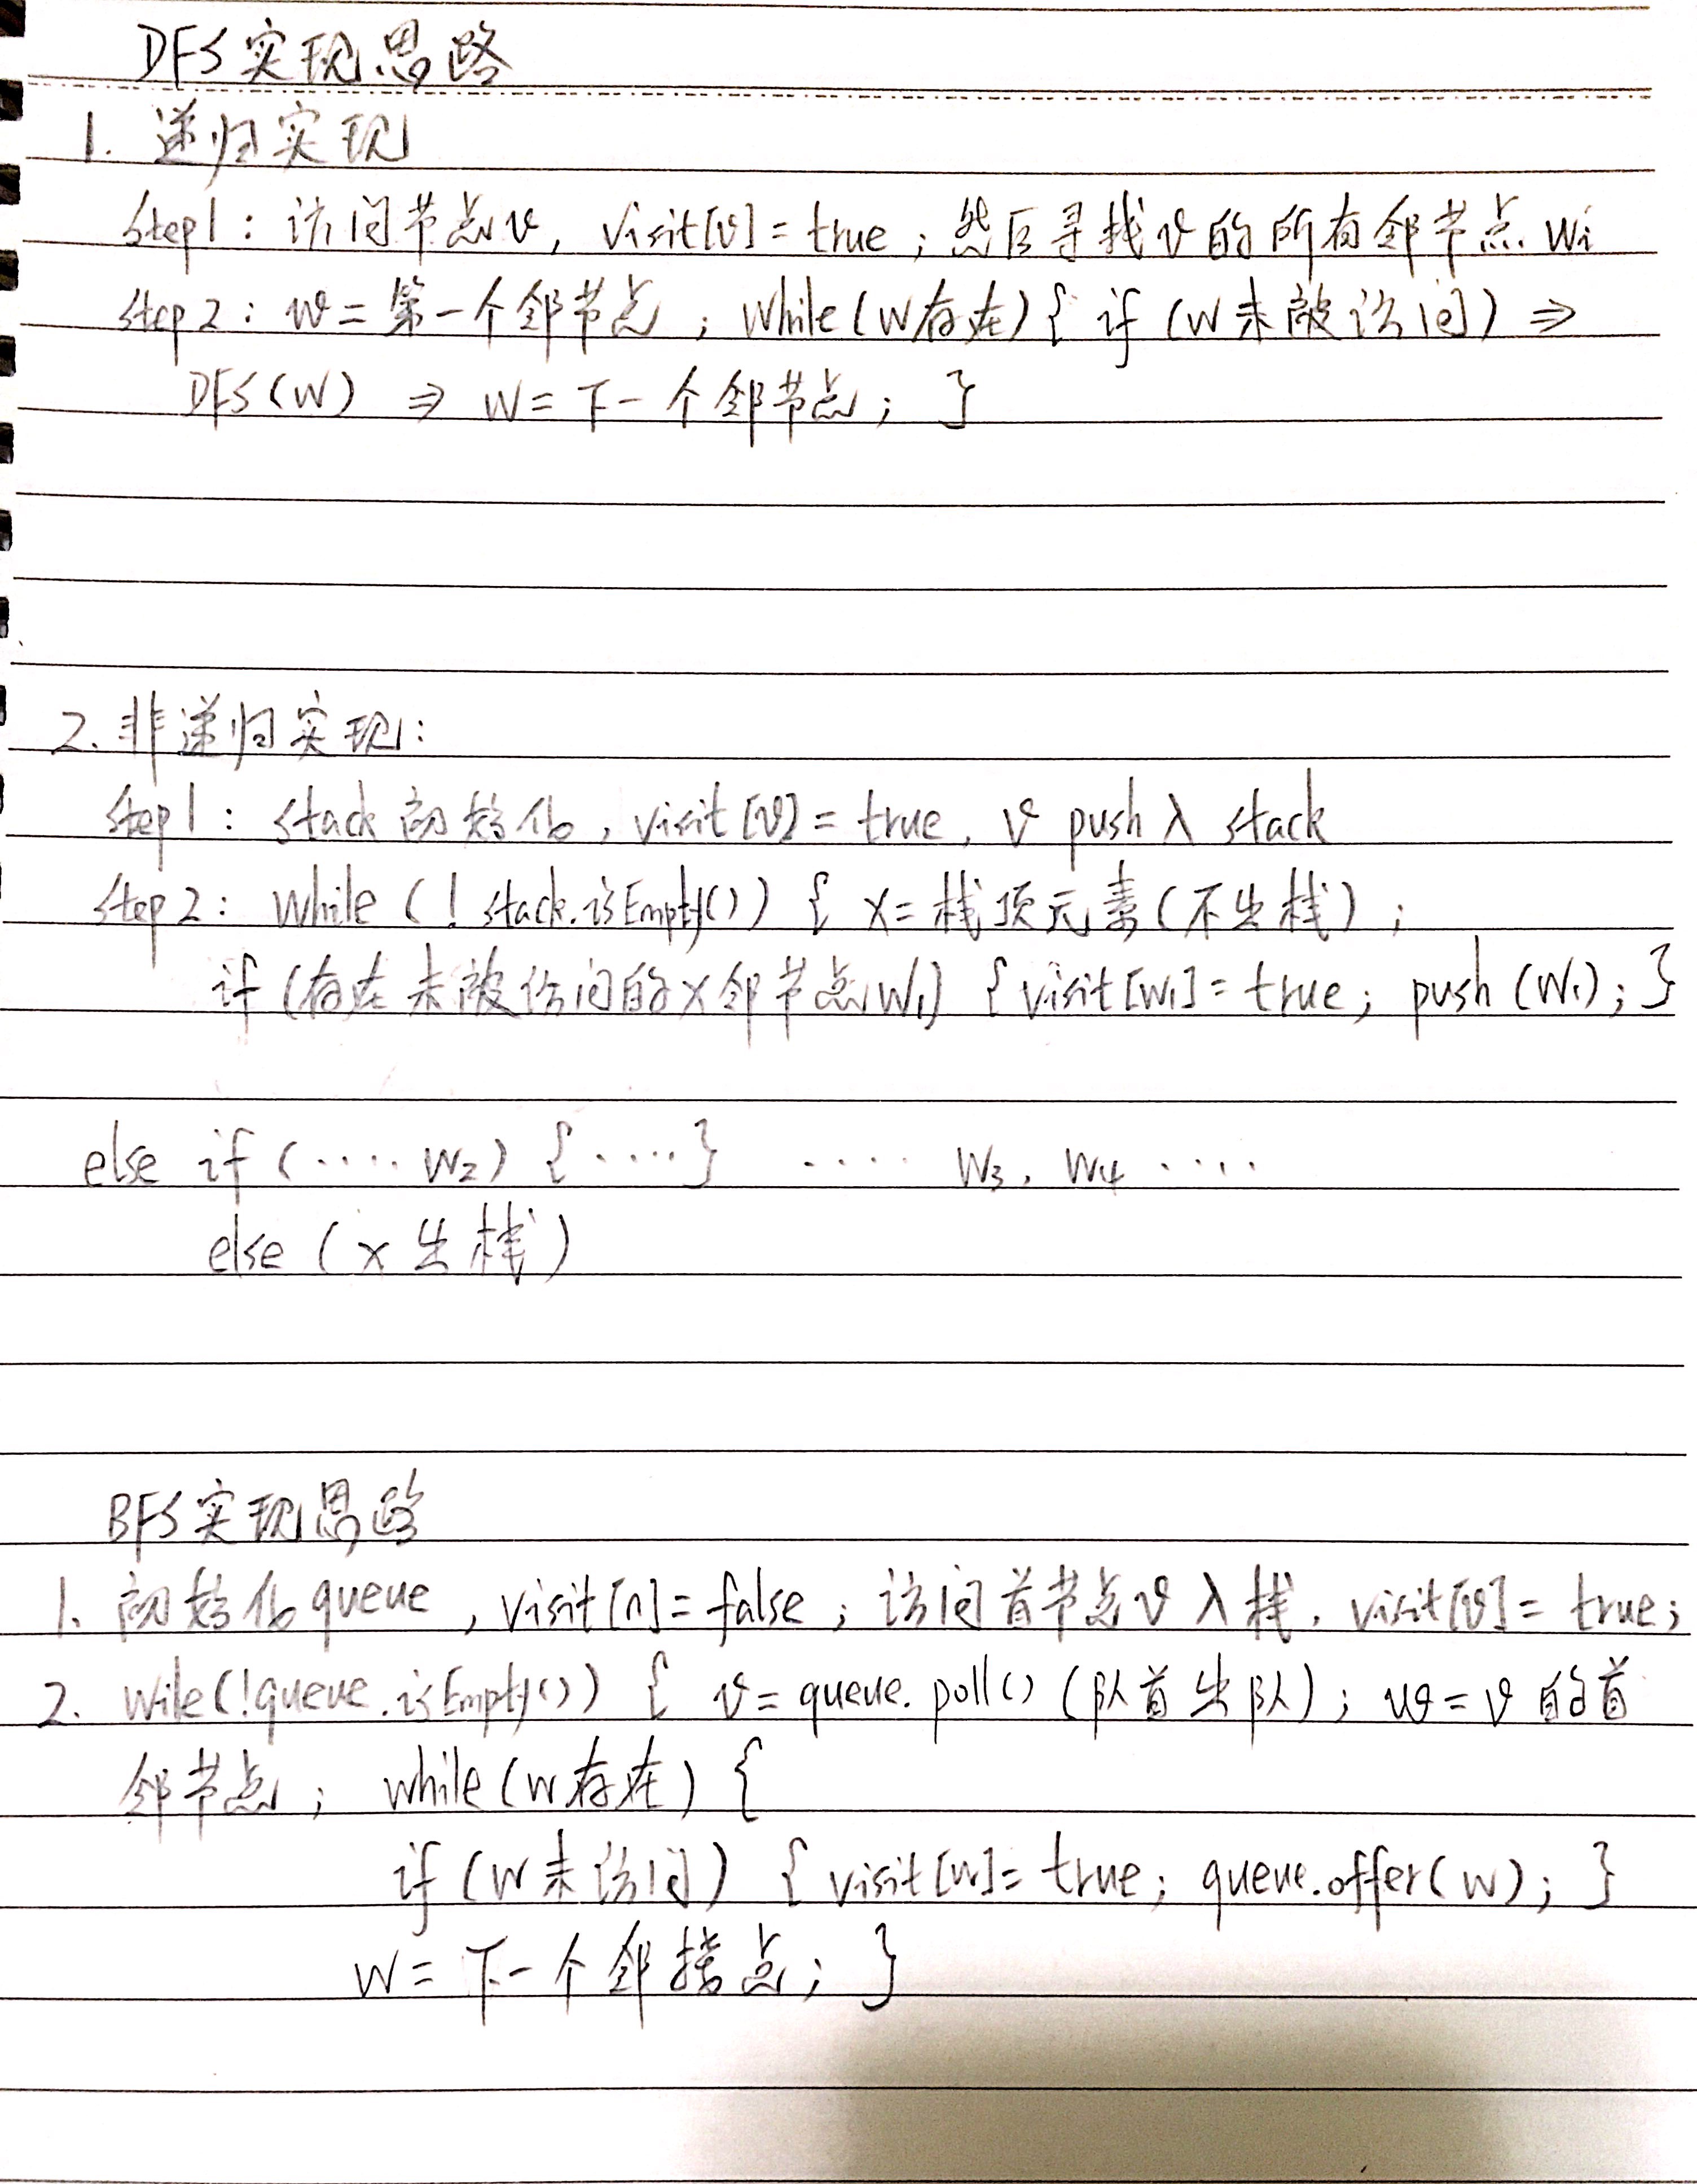 DFS实现思路
1. 递归实现
Step1: 访问节点v, visit[v]=true; 然后寻找v的所有邻节点 wi
Step2: w=第一个邻节点; while(w存在){ if (w未被访问) ⇒
DFS(w) ⇒ w=下一个邻节点; }
2. 非递归实现:
Step1: stack初始化, visit[v]=true, v push入 stack
Step2: while (!stack.isEmpty()) { x=栈顶元素(不出栈);
if (存在未被访问的x邻节点w1) {visit[w1]=true; push(w1);}
else if (···· w2) {····} ···· w3, w4 ····
else (x出栈)
BFS实现思路
1. 初始化queue, visit[n]=false; 访问首节点v入栈, visit[v]=true;
2. wile(!queue.isEmpty()) { v=queue.poll() (队首出队); w=v的首
邻节点; while(w存在) {
if (w未访问) { visit[w]=true; queue.offer(w); }
w=下一个邻接点; }